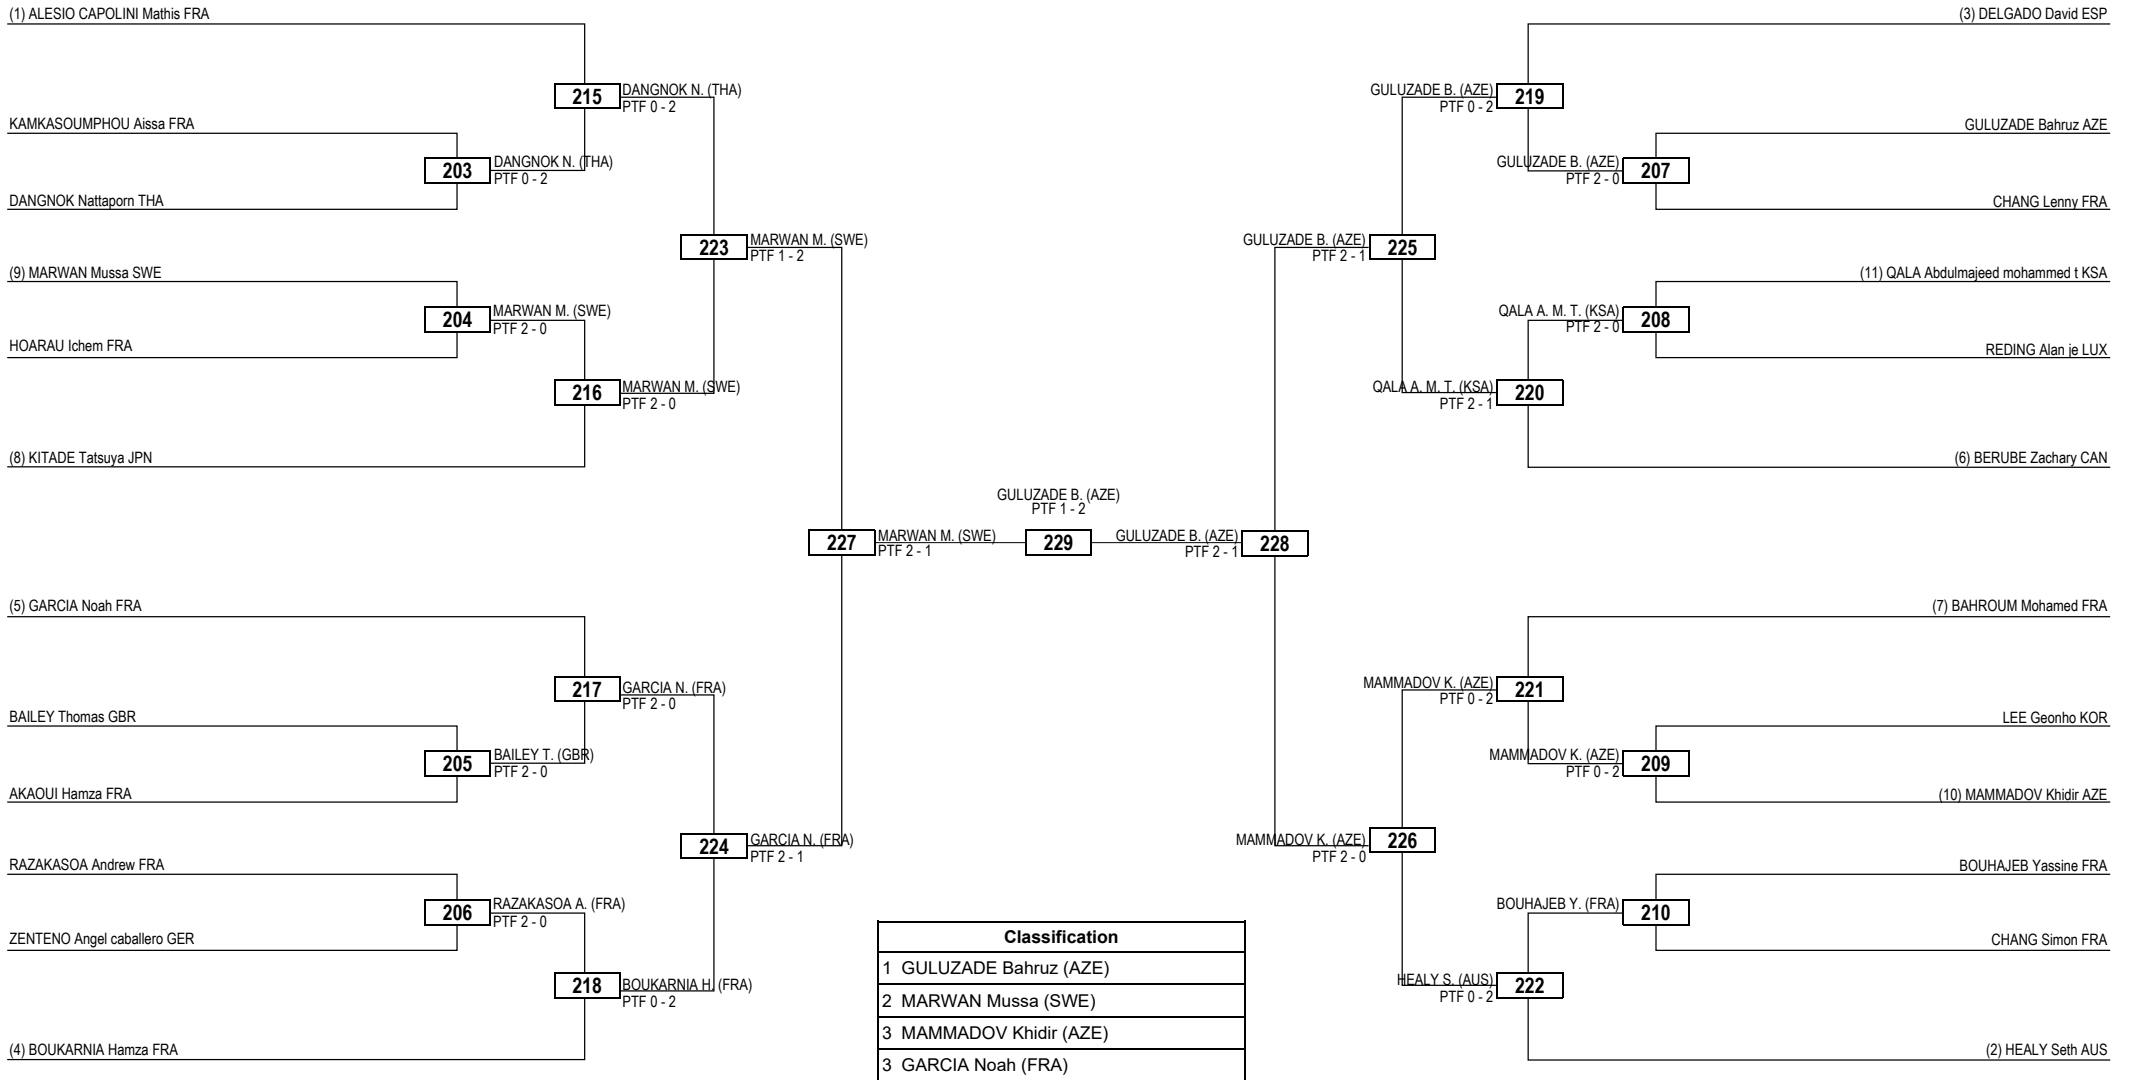 (1) ALESIO CAPOLINI Mathis FRA
215
DANGNOK N. (THA)
PTF 0 - 2
KAMKASOUMPHOU Aissa FRA
203
DANGNOK N. (THA)
PTF 0 - 2
DANGNOK Nattaporn THA
223
MARWAN M. (SWE)
PTF 1 - 2
(9) MARWAN Mussa SWE
204
MARWAN M. (SWE)
PTF 2 - 0
HOARAU Ichem FRA
216
MARWAN M. (SWE)
PTF 2 - 0
(8) KITADE Tatsuya JPN
227
MARWAN M. (SWE)
PTF 2 - 1
(5) GARCIA Noah FRA
217
GARCIA N. (FRA)
PTF 2 - 0
BAILEY Thomas GBR
205
BAILEY T. (GBR)
PTF 2 - 0
AKAOUI Hamza FRA
224
GARCIA N. (FRA)
PTF 2 - 1
RAZAKASOA Andrew FRA
206
RAZAKASOA A. (FRA)
PTF 2 - 0
ZENTENO Angel caballero GER
218
BOUKARNIA H. (FRA)
PTF 0 - 2
(4) BOUKARNIA Hamza FRA
GULUZADE B. (AZE)
PTF 1 - 2
229
(3) DELGADO David ESP
GULUZADE B. (AZE)
PTF 0 - 2
219
GULUZADE Bahruz AZE
GULUZADE B. (AZE)
PTF 2 - 0
207
CHANG Lenny FRA
GULUZADE B. (AZE)
PTF 2 - 1
225
(11) QALA Abdulmajeed mohammed t KSA
QALA A. M. T. (KSA)
PTF 2 - 0
208
REDING Alan je LUX
QALA A. M. T. (KSA)
PTF 2 - 1
220
(6) BERUBE Zachary CAN
GULUZADE B. (AZE)
PTF 2 - 1
228
(7) BAHROUM Mohamed FRA
MAMMADOV K. (AZE)
PTF 0 - 2
221
LEE Geonho KOR
MAMMADOV K. (AZE)
PTF 0 - 2
209
(10) MAMMADOV Khidir AZE
MAMMADOV K. (AZE)
PTF 2 - 0
226
BOUHAJEB Yassine FRA
BOUHAJEB Y. (FRA)
210
CHANG Simon FRA
HEALY S. (AUS)
PTF 0 - 2
222
(2) HEALY Seth AUS
Classification
1 GULUZADE Bahruz (AZE)
2 MARWAN Mussa (SWE)
3 MAMMADOV Khidir (AZE)
3 GARCIA Noah (FRA)